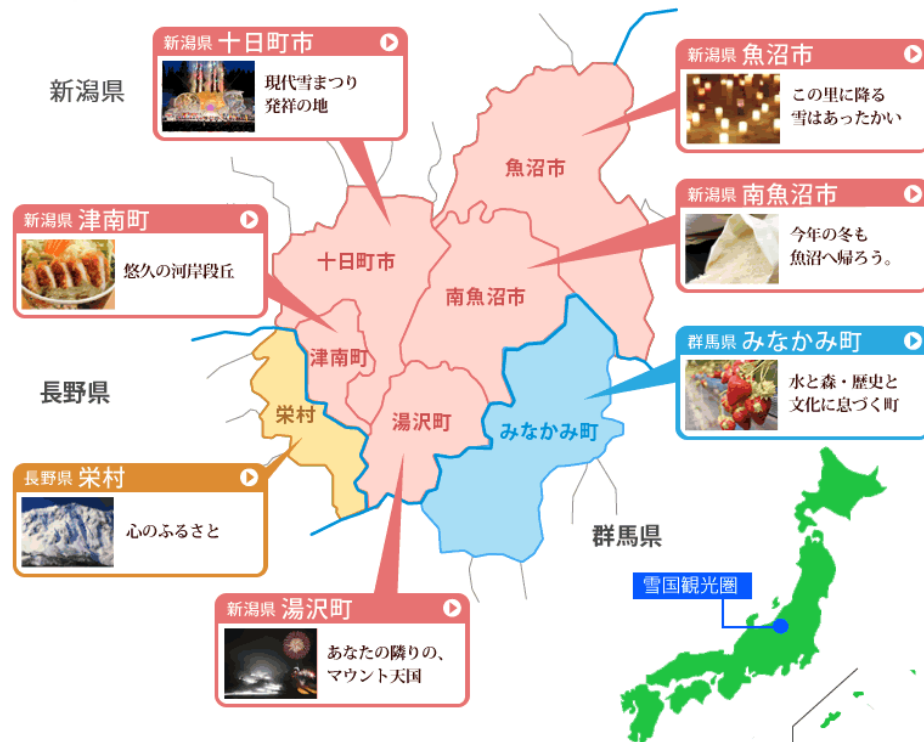 新潟県 十日町市
現代雪まつり
発祥の地
新潟県 魚沼市
この里に降る
雪はあったかい
新潟県
魚沼市
新潟県 南魚沼市
今年の冬も
魚沼へ帰ろう。
新潟県 津南町
悠久の河岸段丘
十日町市
南魚沼市
津南町
群馬県 みなかみ町
水と森・歴史と
文化に息づく町
長野県
栄村
湯沢町
みなかみ町
長野県 栄村
心のふるさと
群馬県
雪国観光圏
新潟県 湯沢町
あなたの隣りの、
マウント天国